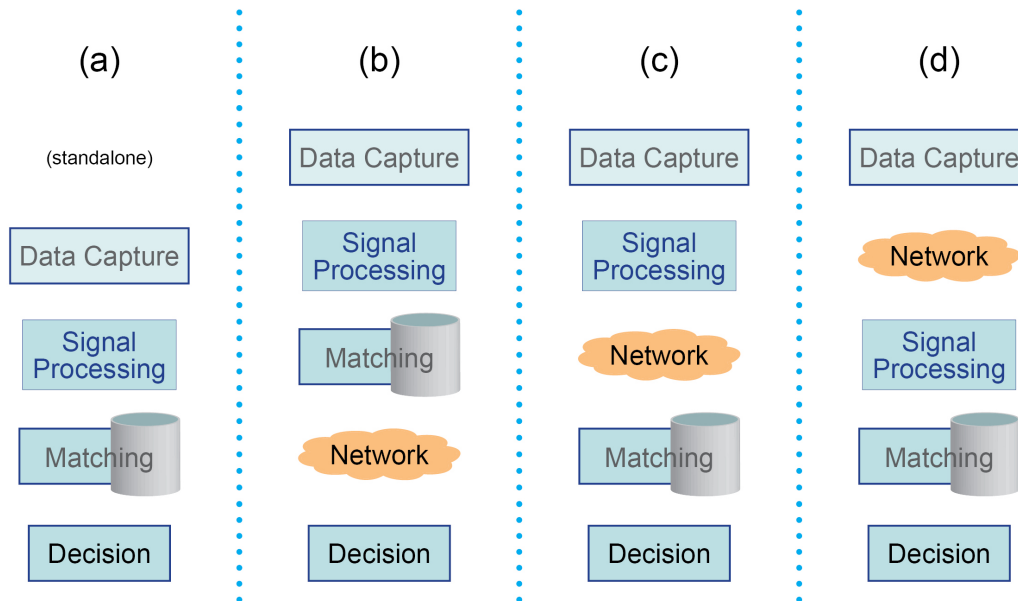 (a)
(standalone)
Data Capture
Signal
Processing
Matching
Decision
(b)
Data Capture
Signal
Processing
Matching
Network
Decision
(c)
Data Capture
Signal
Processing
Network
Matching
Decision
(d)
Data Capture
Network
Signal
Processing
Matching
Decision